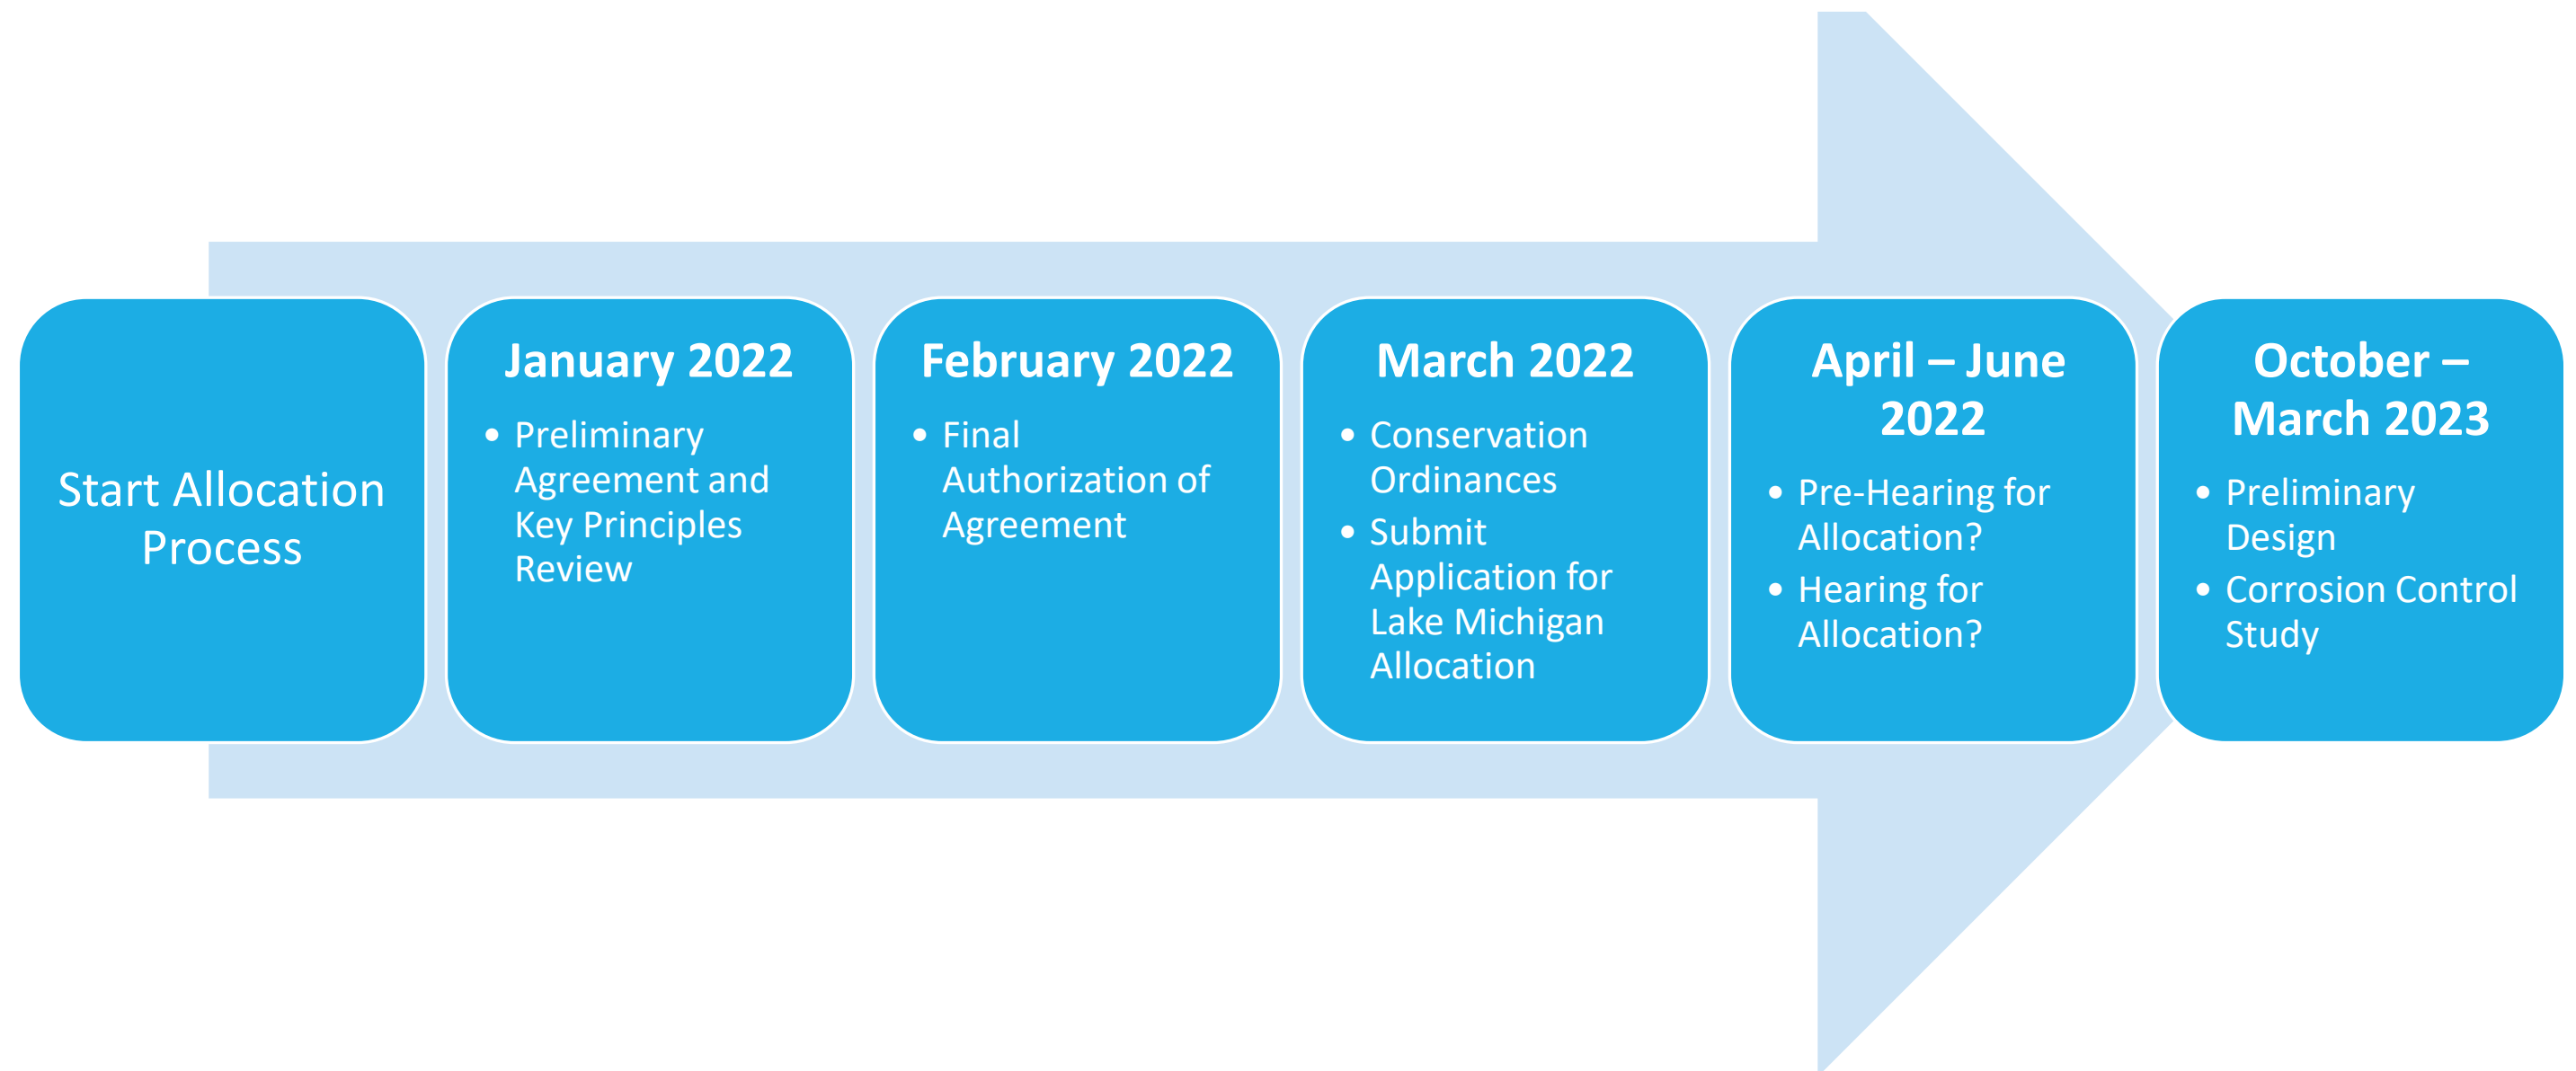 Start Allocation
Process
January 2022
• Preliminary
Agreement and
Key Principles
Review
February 2022
• Final
Authorization of
Agreement
March 2022
• Conservation
Ordinances
• Submit
Application for
Lake Michigan
Allocation
April – June
2022
• Pre-Hearing for
Allocation?
• Hearing for
Allocation?
October –
March 2023
• Preliminary
Design
• Corrosion Control
Study